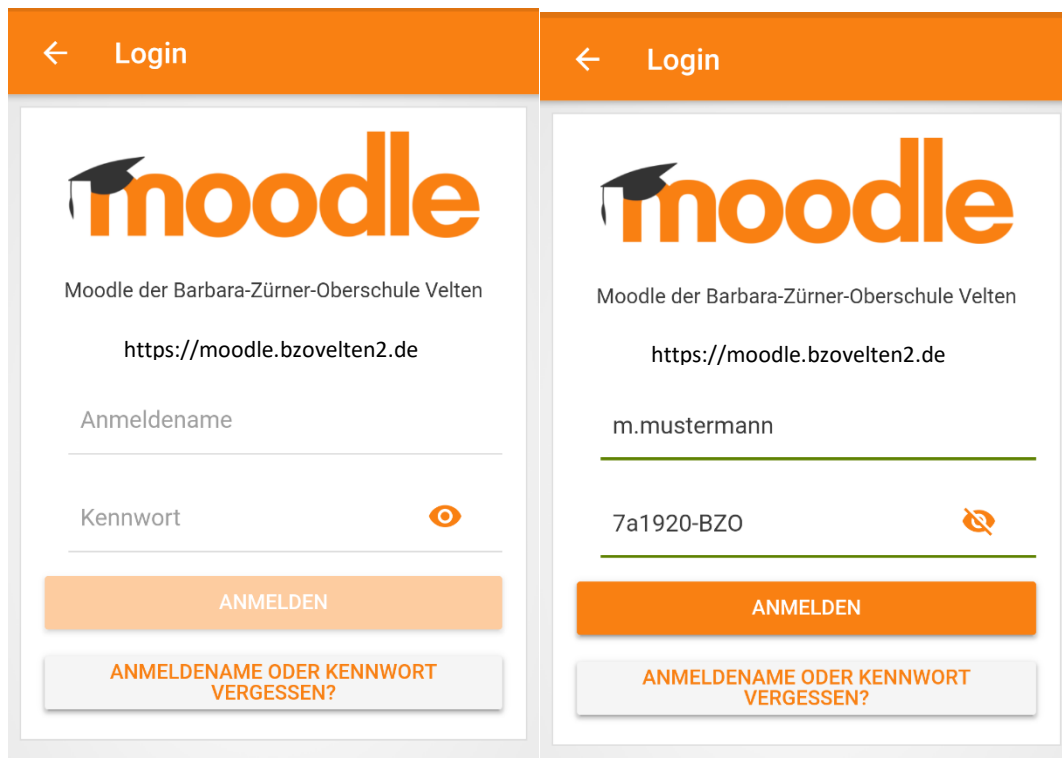 Login
moodle
Moodle der Barbara-Zürner-Oberschule Velten
https://moodle.bzovelten2.de
Anmeldename
Kennwort
ANMELDEN
ANMELDENAME ODER KENNWORT
VERGESSEN?
Login
moodle
Moodle der Barbara-Zürner-Oberschule Velten
https://moodle.bzovelten2.de
m.mustermann
7a1920-BZO
ANMELDEN
ANMELDENAME ODER KENNWORT
VERGESSEN?